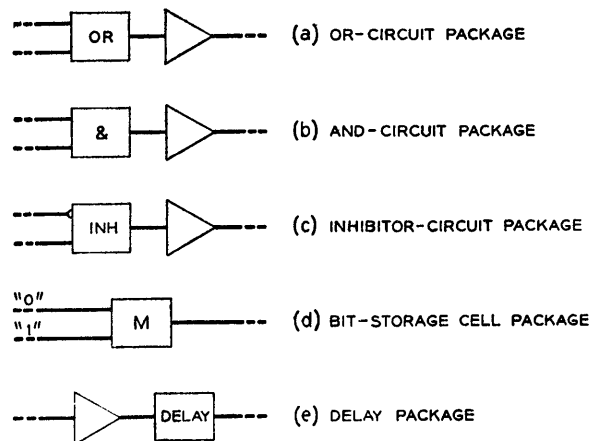 OR
(a) OR-CIRCUIT PACKAGE
&
(b) AND-CIRCUIT PACKAGE
INH
(c) INHIBITOR-CIRCUIT PACKAGE
"0"
"1"
M
(d) BIT-STORAGE CELL PACKAGE
DELAY
(e) DELAY PACKAGE